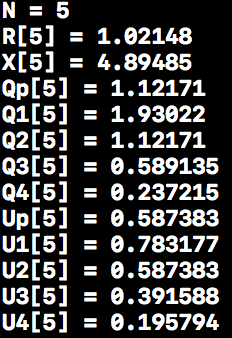 N = 5
R[5] = 1.02148
X[5] = 4.89485
Qp[5] = 1.12171
Q1[5] = 1.93022
Q2[5] = 1.12171
Q3[5] = 0.589135
Q4[5] = 0.237215
Up[5] = 0.587383
U1[5] = 0.783177
U2[5] = 0.587383
U3[5] = 0.391588
U4[5] = 0.195794